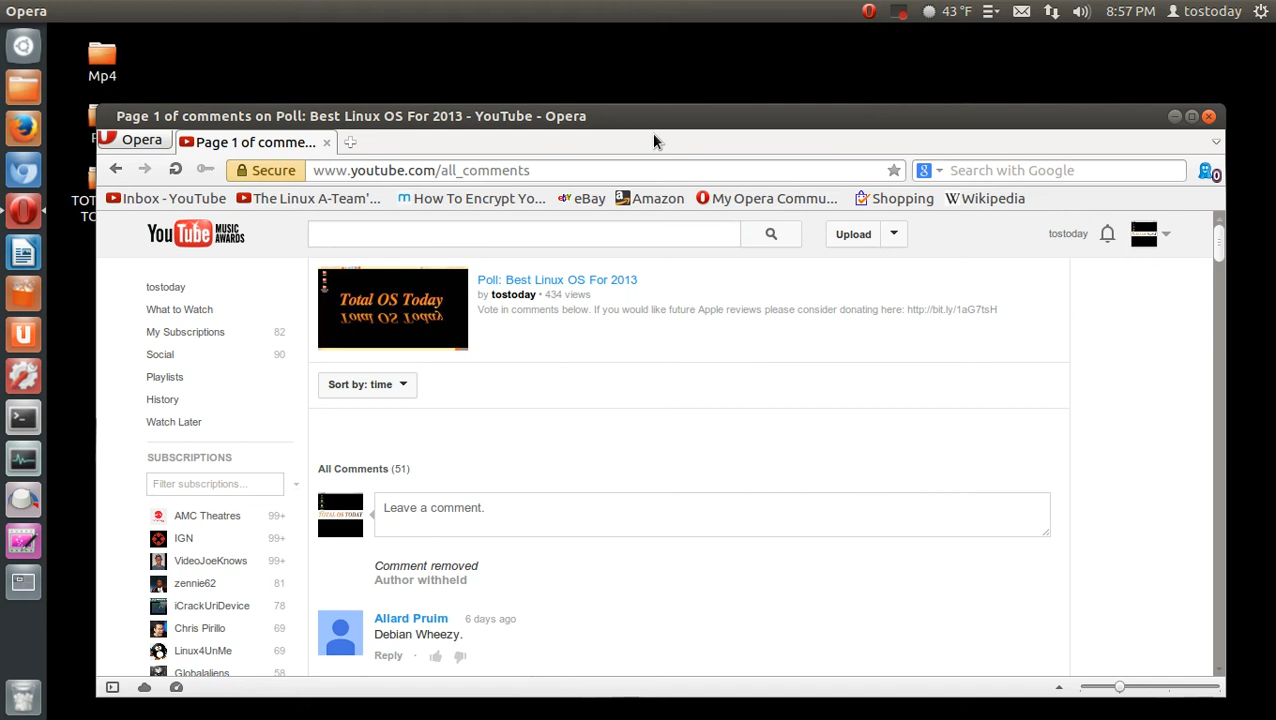 Opera
43 °F
8:57 PM
tostoday
Mp4
Page 1 of comments on Poll: Best Linux OS For 2013 - YouTube - Opera
Opera
Page 1 of comme...
Secure
www.youtube.com/all_comments
Search with Google
0
Inbox - YouTube
The Linux A-Team'...
How To Encrypt Yo...
eBay
Amazon
My Opera Commu...
Shopping
Wikipedia
YouTube MUSIC AWARDS
Upload
tostoday
tostoday
What to Watch
My Subscriptions 82
Social 90
Playlists
History
Watch Later
SUBSCRIPTIONS
Filter subscriptions...
AMC Theatres 99+
IGN 99+
VideoJoeKnows 99+
zennie62 81
iCrackUriDevice 78
Chris Pirillo 69
Linux4UnMe 69
Globalaliens 58
Total OS Today
Poll: Best Linux OS For 2013
by tostoday • 434 views
Vote in comments below. If you would like future Apple reviews please consider donating here: http://bit.ly/1aG7tsH
Sort by: time
All Comments (51)
TOTAL OS TODAY
Leave a comment.
Comment removed
Author withheld
Allard Pruim 6 days ago
Debian Wheezy.
Reply ·